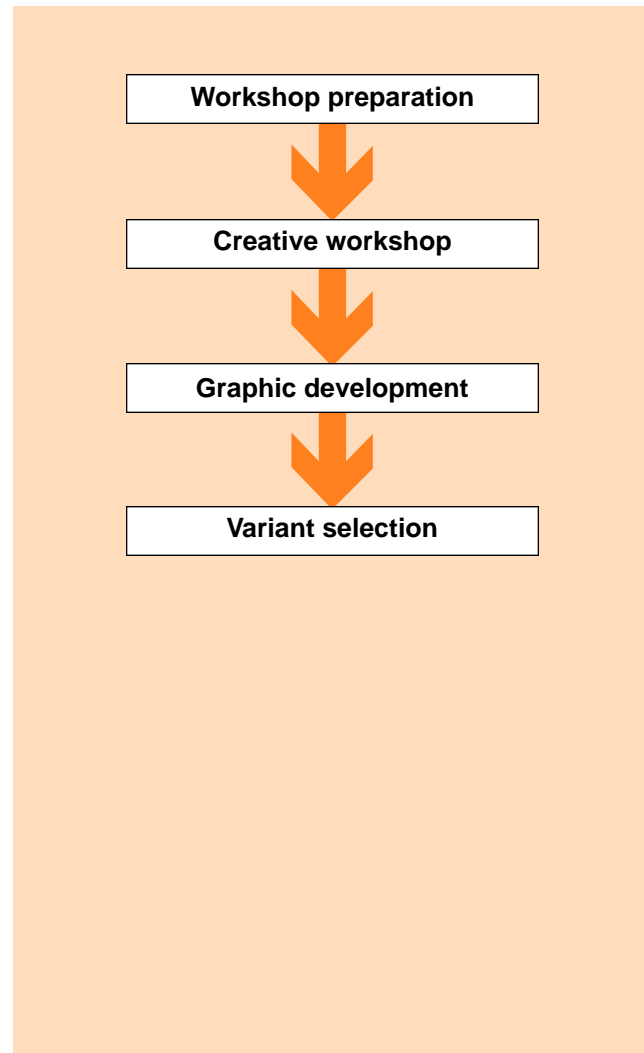 Workshop preparation
Creative workshop
Graphic development
Variant selection